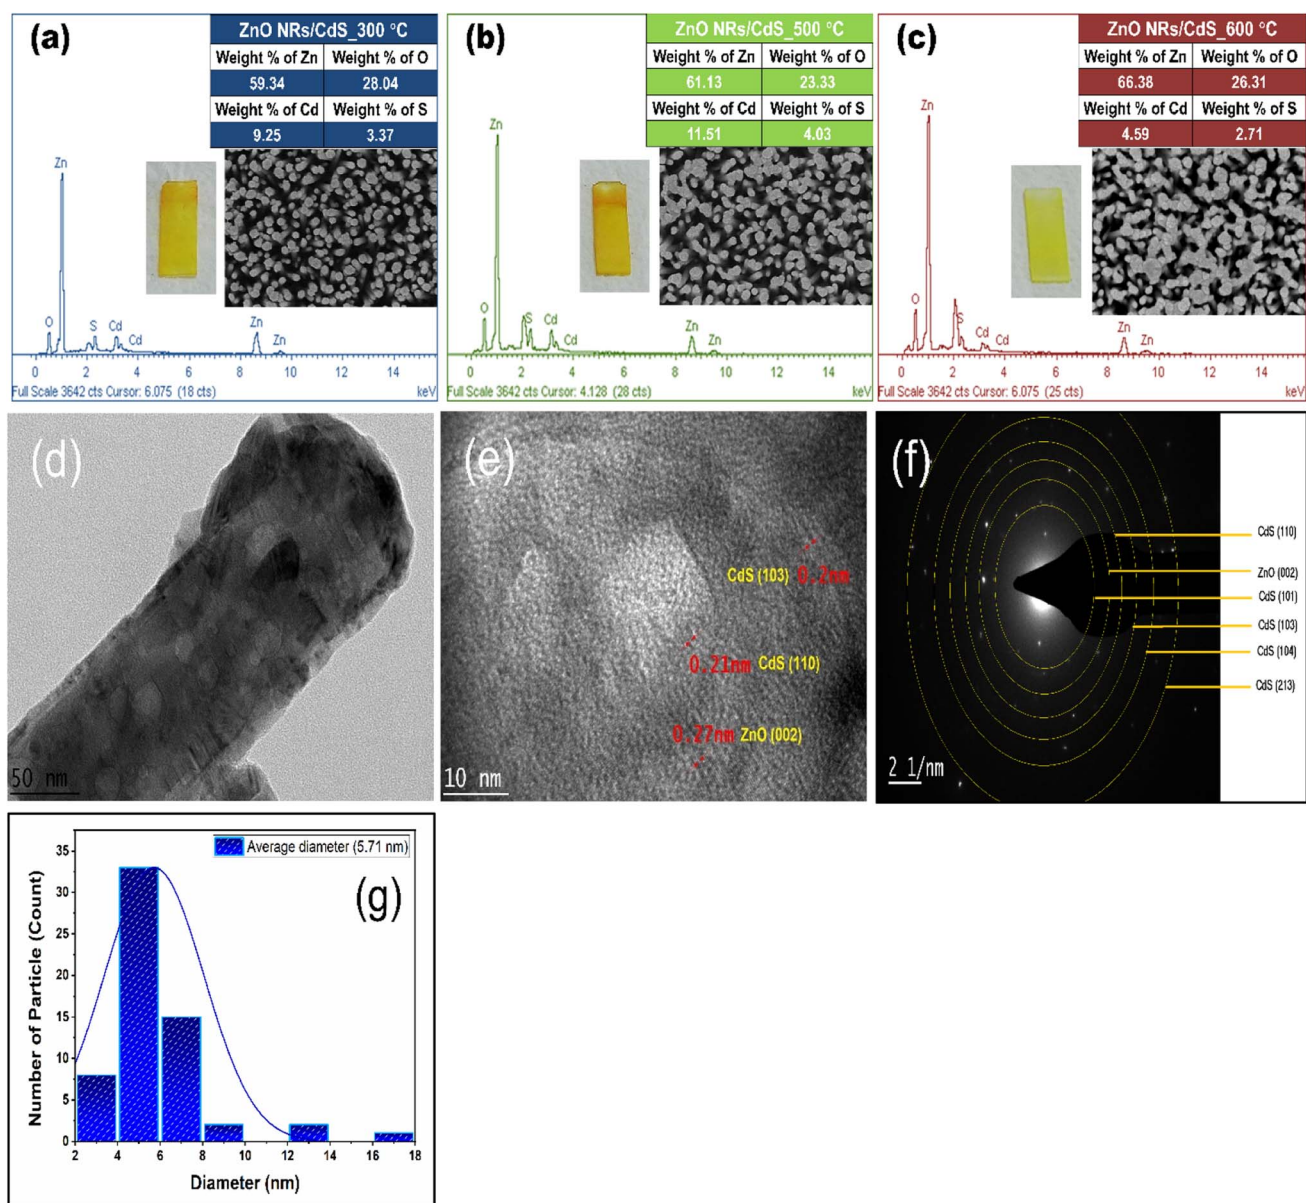 (a)
ZnO NRs/CdS_300 °C
Weight % of Zn Weight % of O
59.34 28.04
Weight % of Cd Weight % of S
9.25 3.37
Zn
O
S
Cd
Cd
Zn
Zn
0 2 4 6 8 10 12 14
Full Scale 3642 cts Cursor: 6.075 (18 cts) keV
(b)
ZnO NRs/CdS_500 °C
Weight % of Zn Weight % of O
61.13 23.33
Weight % of Cd Weight % of S
11.51 4.03
Zn
O
S
Cd
Cd
Zn
Zn
0 2 4 6 8 10 12 14
Full Scale 3642 cts Cursor: 4.128 (28 cts) keV
(c)
ZnO NRs/CdS_600 °C
Weight % of Zn Weight % of O
66.38 26.31
Weight % of Cd Weight % of S
4.59 2.71
Zn
O
S
Cd
Cd
Zn
Zn
0 2 4 6 8 10 12 14
Full Scale 3642 cts Cursor: 6.075 (25 cts) keV
(d)
50 nm
(e)
CdS (103) 0.2nm
0.21nm CdS (110)
0.27nm ZnO (002)
10 nm
(f)
CdS (110)
ZnO (002)
CdS (101)
CdS (103)
CdS (104)
CdS (213)
2 1/nm
(g)
Average diameter (5.71 nm)
Number of Particle (Count)
35
30
25
20
15
10
5
0
2 4 6 8 10 12 14 16 18
Diameter (nm)